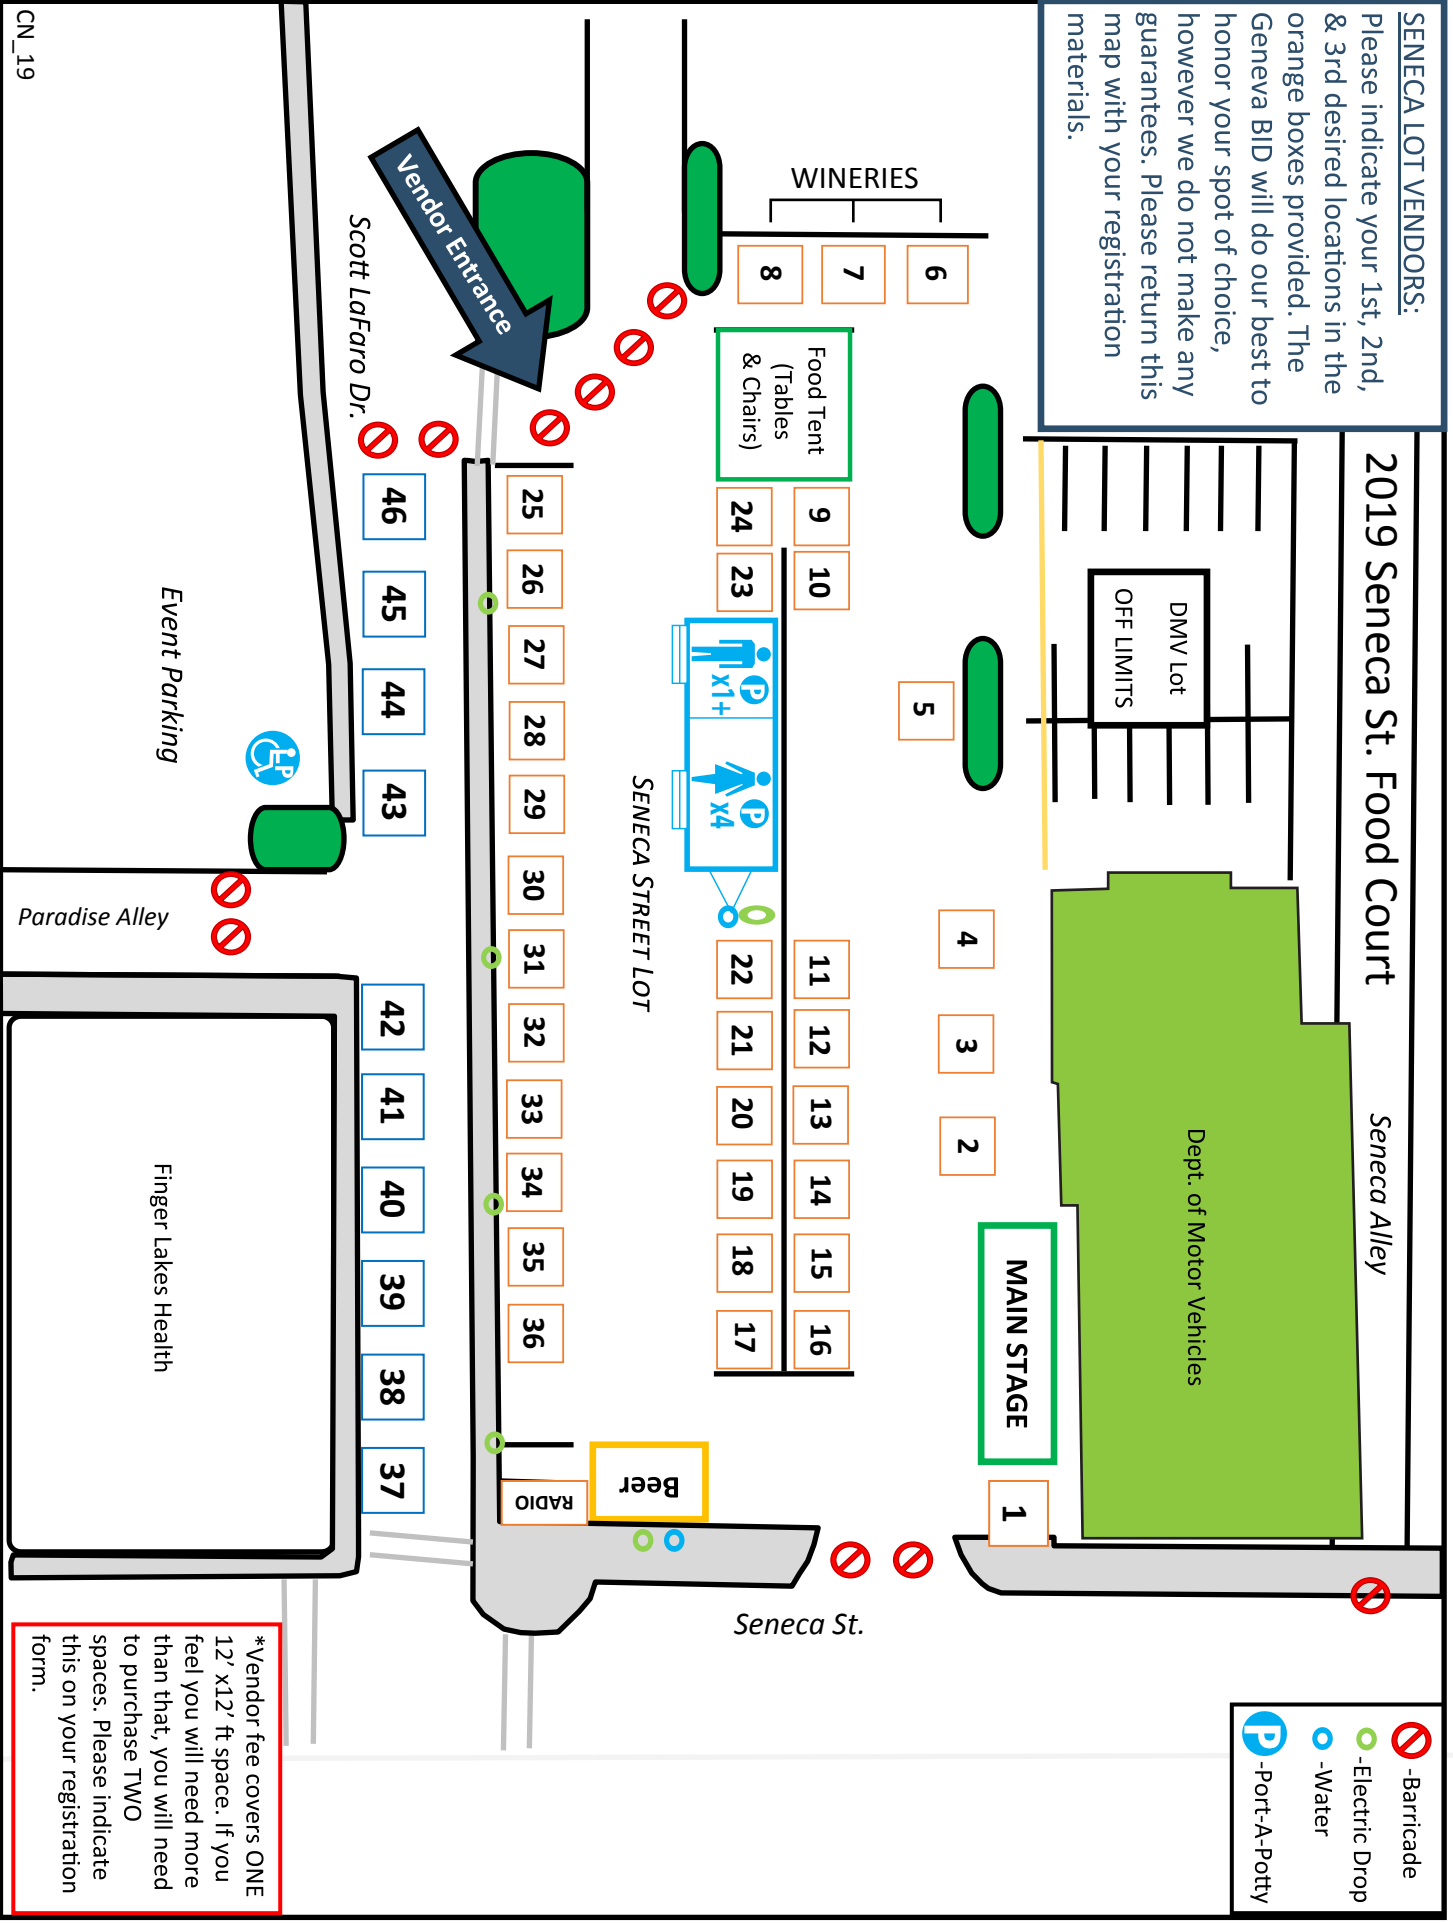 SENECA LOT VENDORS:
Please indicate your 1st, 2nd,
& 3rd desired locations in the
orange boxes provided. The
Geneva BID will do our best to
honor your spot of choice,
however we do not make any
guarantees. Please return this
map with your registration
materials.
2019 Seneca St. Food Court
Seneca Alley
-Barricade
-Electric Drop
-Water
P -Port-A-Potty
DMV Lot
OFF LIMITS
Dept. of Motor Vehicles
MAIN STAGE
1
2
3
4
5
WINERIES
6
7
8
Food Tent
(Tables
& Chairs)
9
10
11
12
13
14
15
16
24
23
P
x1+
P
x4
22
21
20
19
18
17
SENECA STREET LOT
Beer
RADIO
Seneca St.
Vendor Entrance
25
26
27
28
29
30
31
32
33
34
35
36
Scott LaFaro Dr.
46
45
44
43
42
41
40
39
38
37
P
Event Parking
Paradise Alley
Finger Lakes Health
*Vendor fee covers ONE
12’ x12’ ft space. If you
feel you will need more
than that, you will need
to purchase TWO
spaces. Please indicate
this on your registration
form.
CN_19